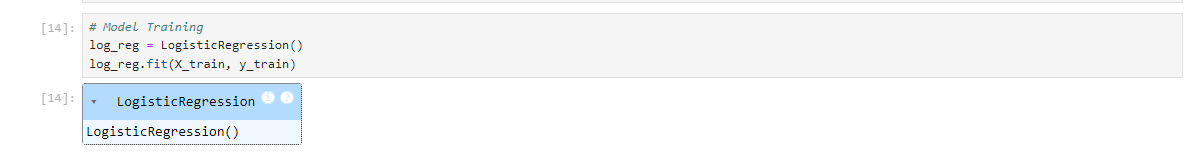 [14]:
# Model Training
log_reg = LogisticRegression()
log_reg.fit(X_train, y_train)
[14]:
▾ LogisticRegression i ?
LogisticRegression()